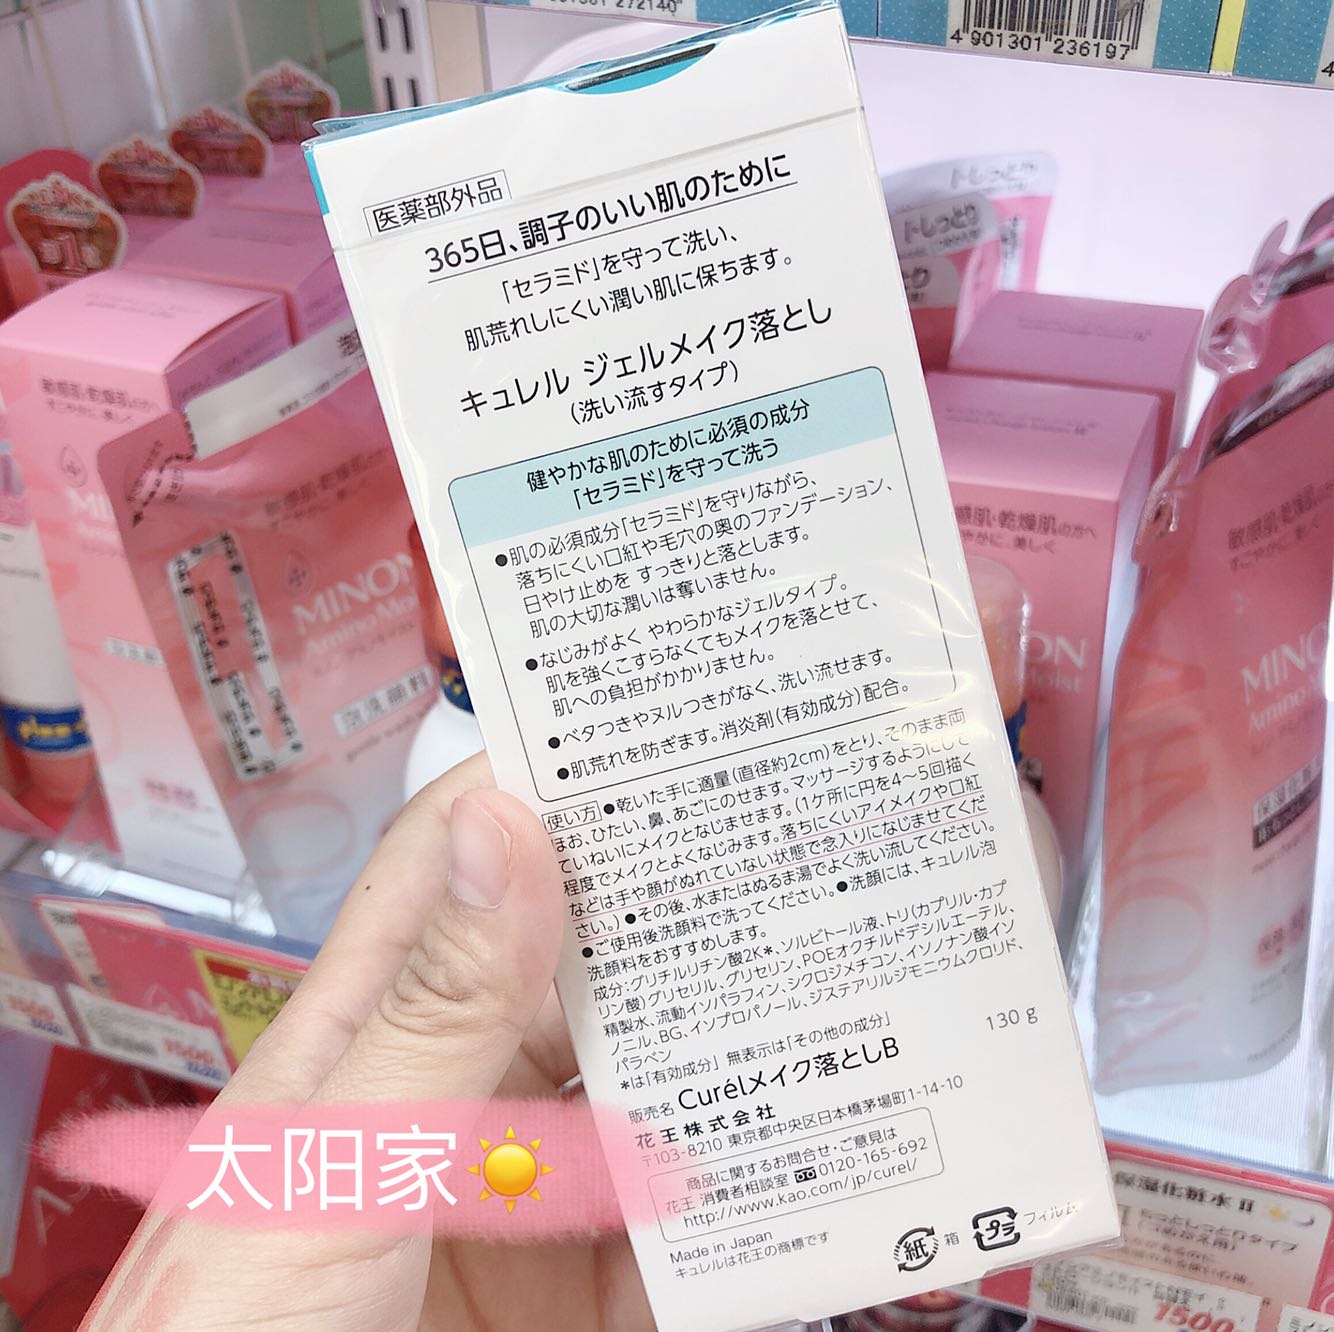 4 901301 236197
医薬部外品
365日、調子のいい肌のために
「セラミド」を守って洗い、
肌荒れしにくい潤い肌に保ちます。
キュレル ジェルメイク落とし
(洗い流すタイプ)
健やかな肌のために必須の成分
「セラミド」を守って洗う
●肌の必須成分「セラミド」を守りながら、
落ちにくい口紅や毛穴の奥のファンデーション、
日やけ止めを すっきりと落とします。
肌の大切な潤いは奪いません。
●なじみがよく やわらかなジェルタイプ。
肌を強くこすらなくてもメイクを落とせて、
肌への負担がかかりません。
●ベタつきやヌルつきがなく、洗い流せます。
●肌荒れを防ぎます。消炎剤(有効成分)配合。
使い方 ●乾いた手に適量(直径約2cm)をとり、そのまま両
ほお、ひたい、鼻、あごにのせます。マッサージするようにして
ていねいにメイクとなじませます。(1ケ所に円を4〜5回描く
程度でメイクとよくなじみます。落ちにくいアイメイクや口紅
などは手や顔がぬれていない状態で念入りになじませてくだ
さい。) ●その後、水またはぬるま湯でよく洗い流してください。
●ご使用後洗顔料で洗ってください。●洗顔には、キュレル泡
洗顔料をおすすめします。
成分:グリチルリチン酸2K*、ソルビトール液、トリ(カプリル・カプ
リン酸)グリセリル、グリセリン、POEオクチルドデシルエーテル、
精製水、流動イソパラフィン、シクロジメチコン、イソノナン酸イソ
ノニル、BG、イソプロパノール、ジステアリルジモニウムクロリド、
パラベン
*は「有効成分」 無表示は「その他の成分」
130 g
販売名 Curélメイク落としB
花王株式会社
〒103-8210 東京都中央区日本橋茅場町1-14-10
商品に関するお問合せ・ご意見は
花王 消費者相談室 0120-165-692
http://www.kao.com/jp/curel/
Made in Japan
キュレルは花王の商標です
紙 箱 プラ フィルム
太阳家☀️
MINON
Amino Moist
敏感肌・乾燥肌の方へ
保湿化粧水 II
1500